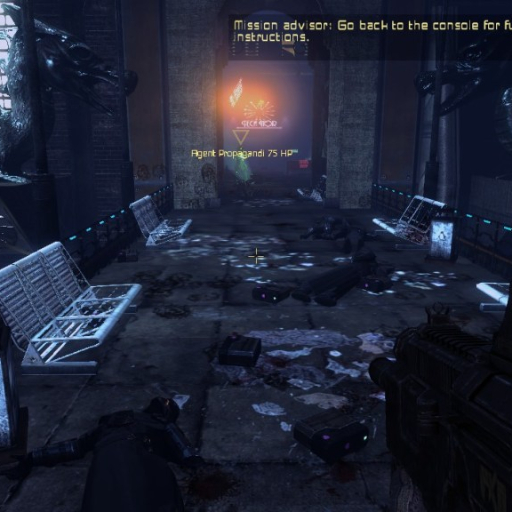 Mission advisor: Go back to the console for fu
instructions.
Agent Propagandi 75 HP